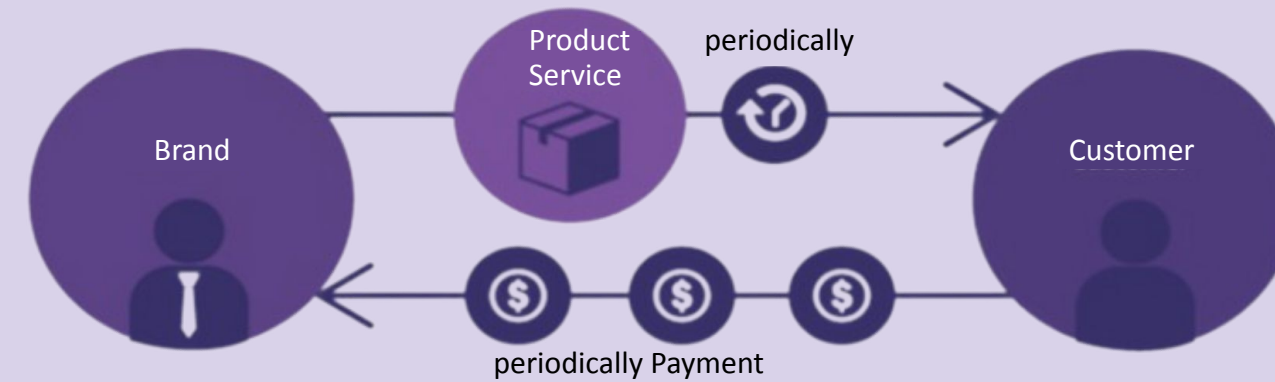 Product
Service
periodically
Brand
Customer
$ $ $
periodically Payment